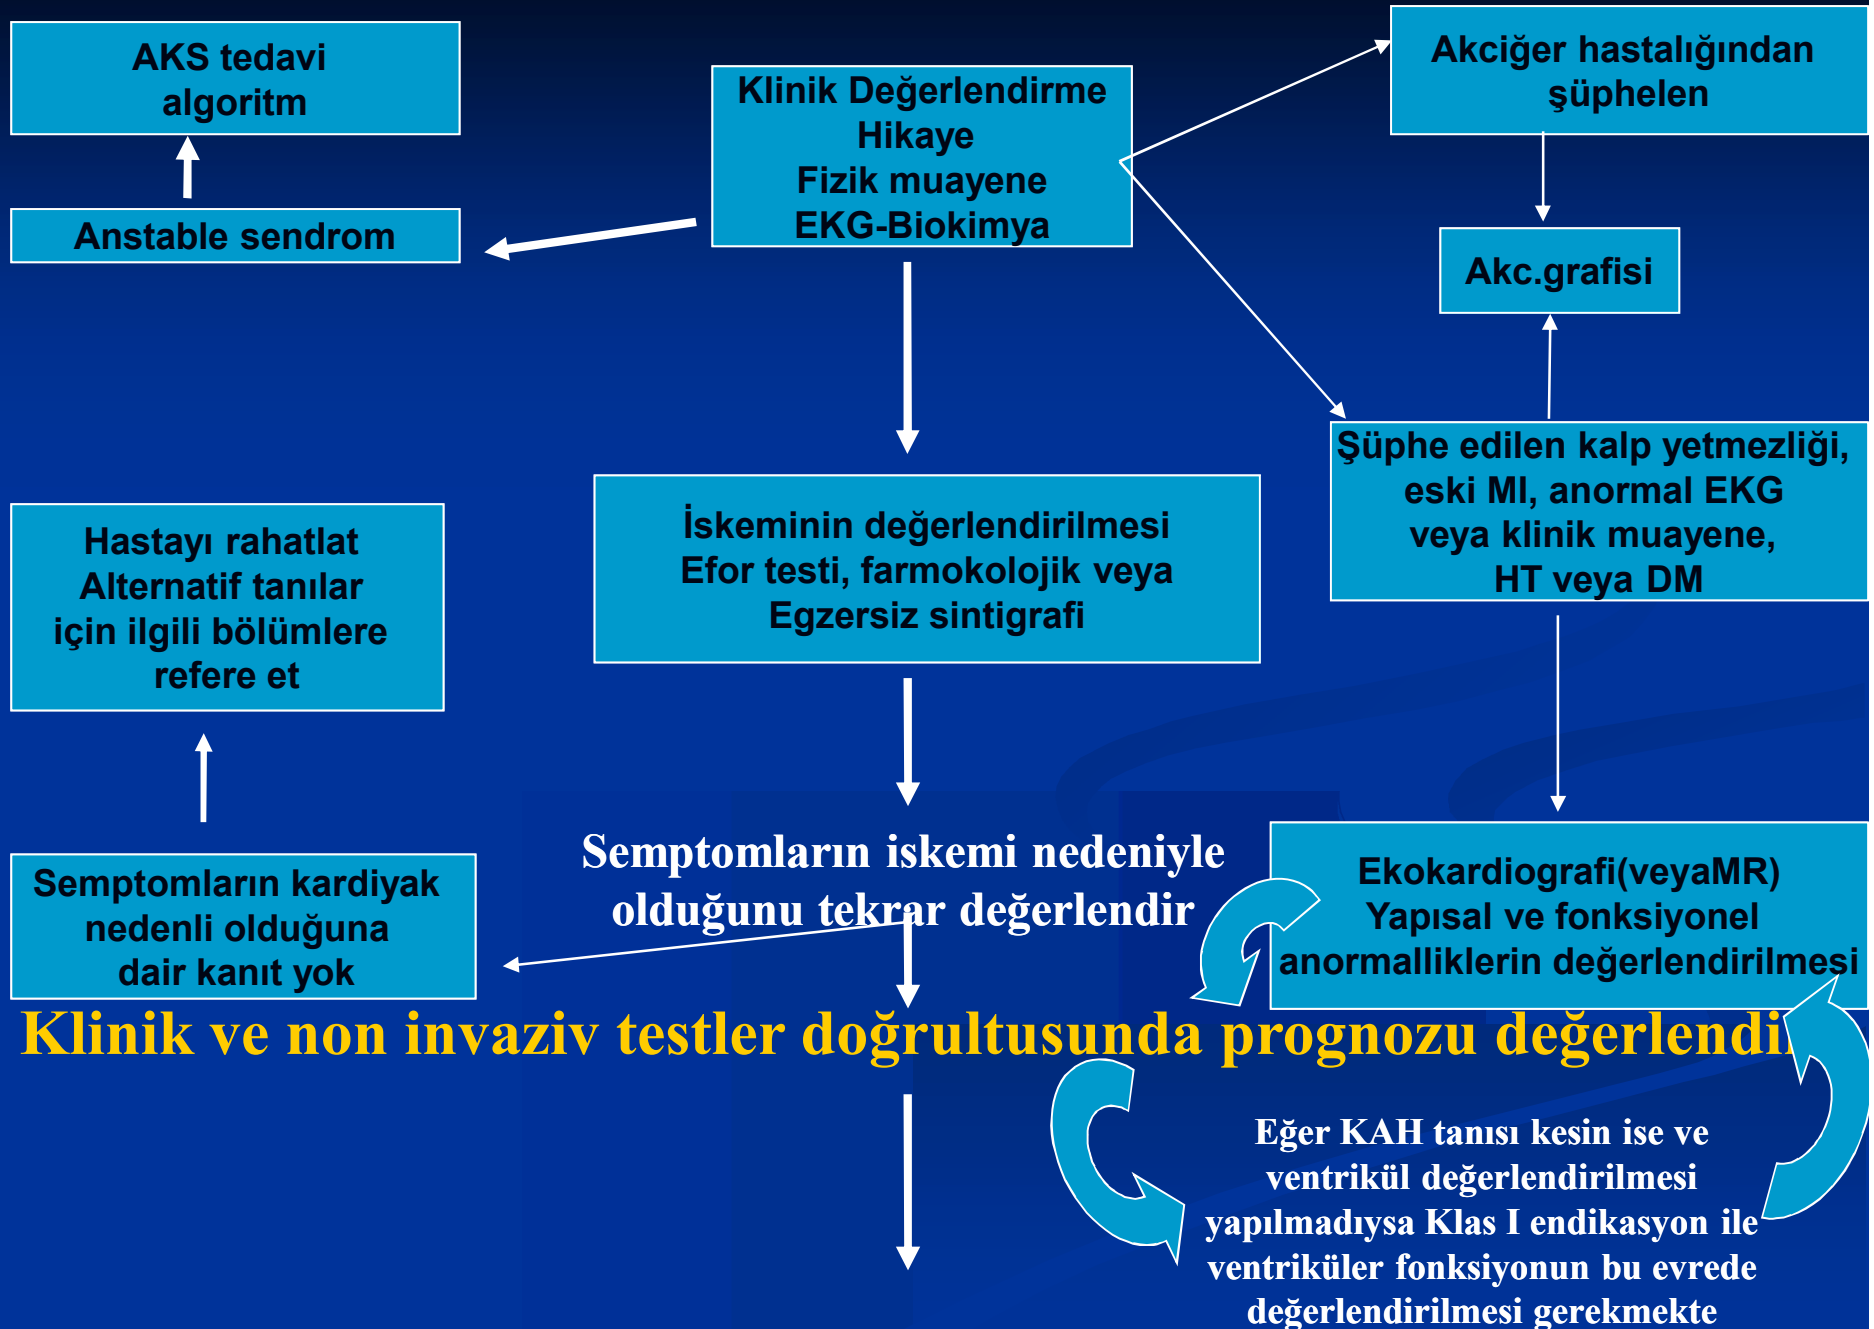 AKS tedavi
algoritm
Klinik Değerlendirme
Hikaye
Fizik muayene
EKG-Biokimya
Akciğer hastalığından
şüphelen
Anstable sendrom
Akc.grafisi
Şüphe edilen kalp yetmezliği,
eski MI, anormal EKG
veya klinik muayene,
HT veya DM
İskeminin değerlendirilmesi
Efor testi, farmokolojik veya
Egzersiz sintigrafi
Hastayı rahatlat
Alternatif tanılar
için ilgili bölümlere
refere et
Semptomların iskemi nedeniyle
olduğunu tekrar değerlendir
Semptomların kardiyak
nedenli olduğuna
dair kanıt yok
Ekokardiografi(veyaMR)
Yapısal ve fonksiyonel
anormalliklerin değerlendirilmesi
Klinik ve non invaziv testler doğrultusunda prognozu değerlendir
Eğer KAH tanısı kesin ise ve
ventrikül değerlendirilmesi
yapılmadıysa Klas I endikasyon ile
ventriküler fonksiyonun bu evrede
değerlendirilmesi gerekmekte